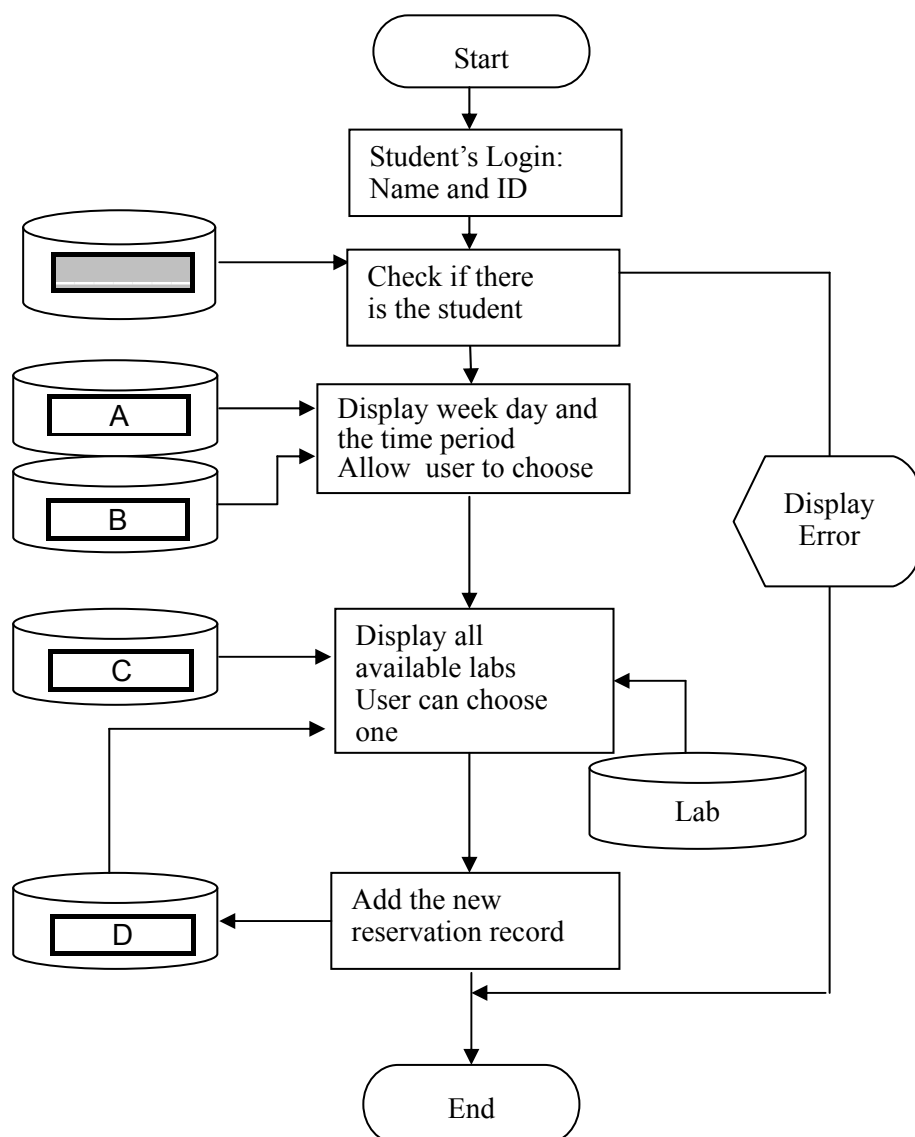 Start
Student’s Login:
Name and ID
Check if there
is the student
A
Display week day and
the time period
Allow user to choose
B
Display
Error
C
Display all
available labs
User can choose
one
Lab
D
Add the new
reservation record
End